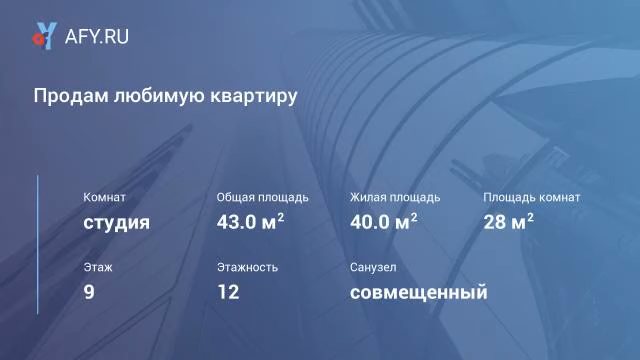 AFY.RU
Продам любимую квартиру
Комнат
студия
Общая площадь
43.0 м²
Жилая площадь
40.0 м²
Площадь комнат
28 м²
Этаж
9
Этажность
12
Санузел
совмещенный